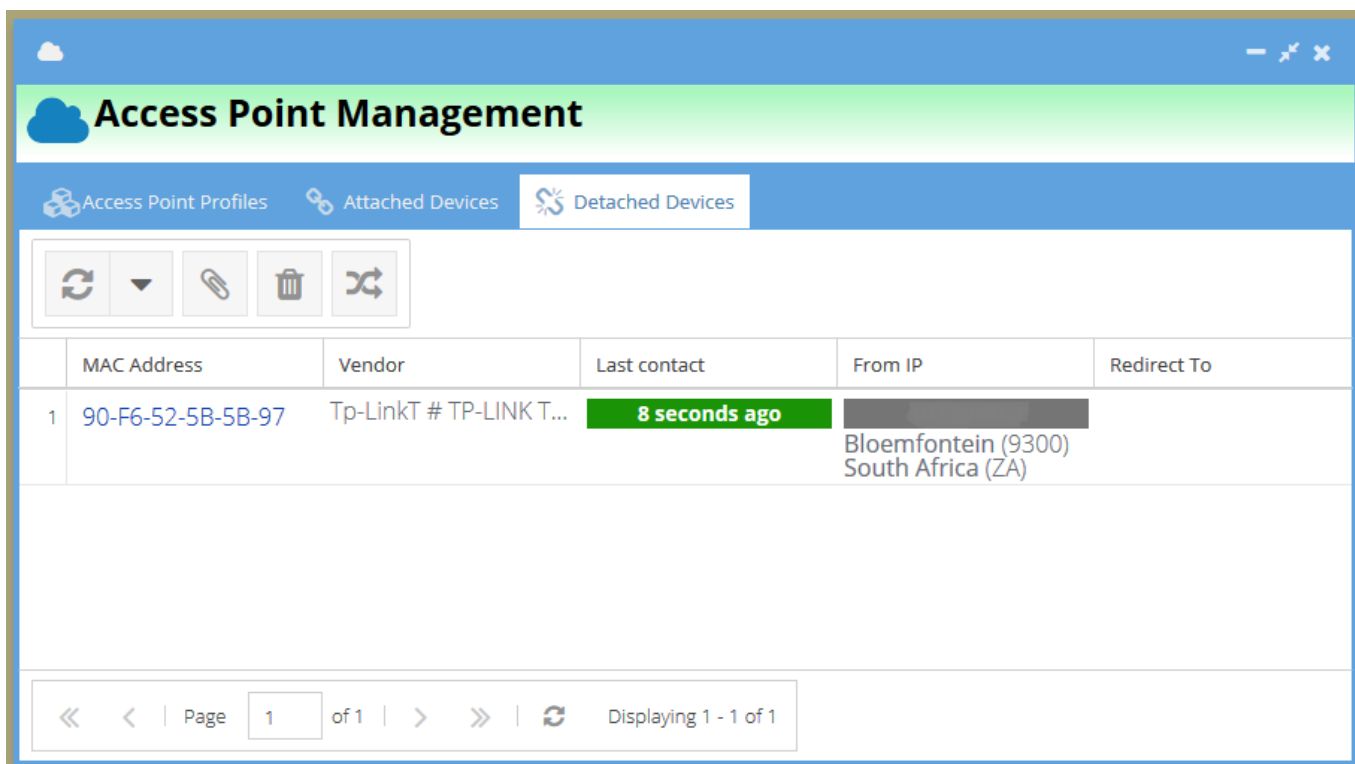 Access Point Management
Access Point Profiles Attached Devices Detached Devices
MAC Address Vendor Last contact From IP Redirect To
1 90-F6-52-5B-5B-97 Tp-LinkT # TP-LINK T... 8 seconds ago
Bloemfontein (9300)
South Africa (ZA)
Page 1 of 1 Displaying 1 - 1 of 1